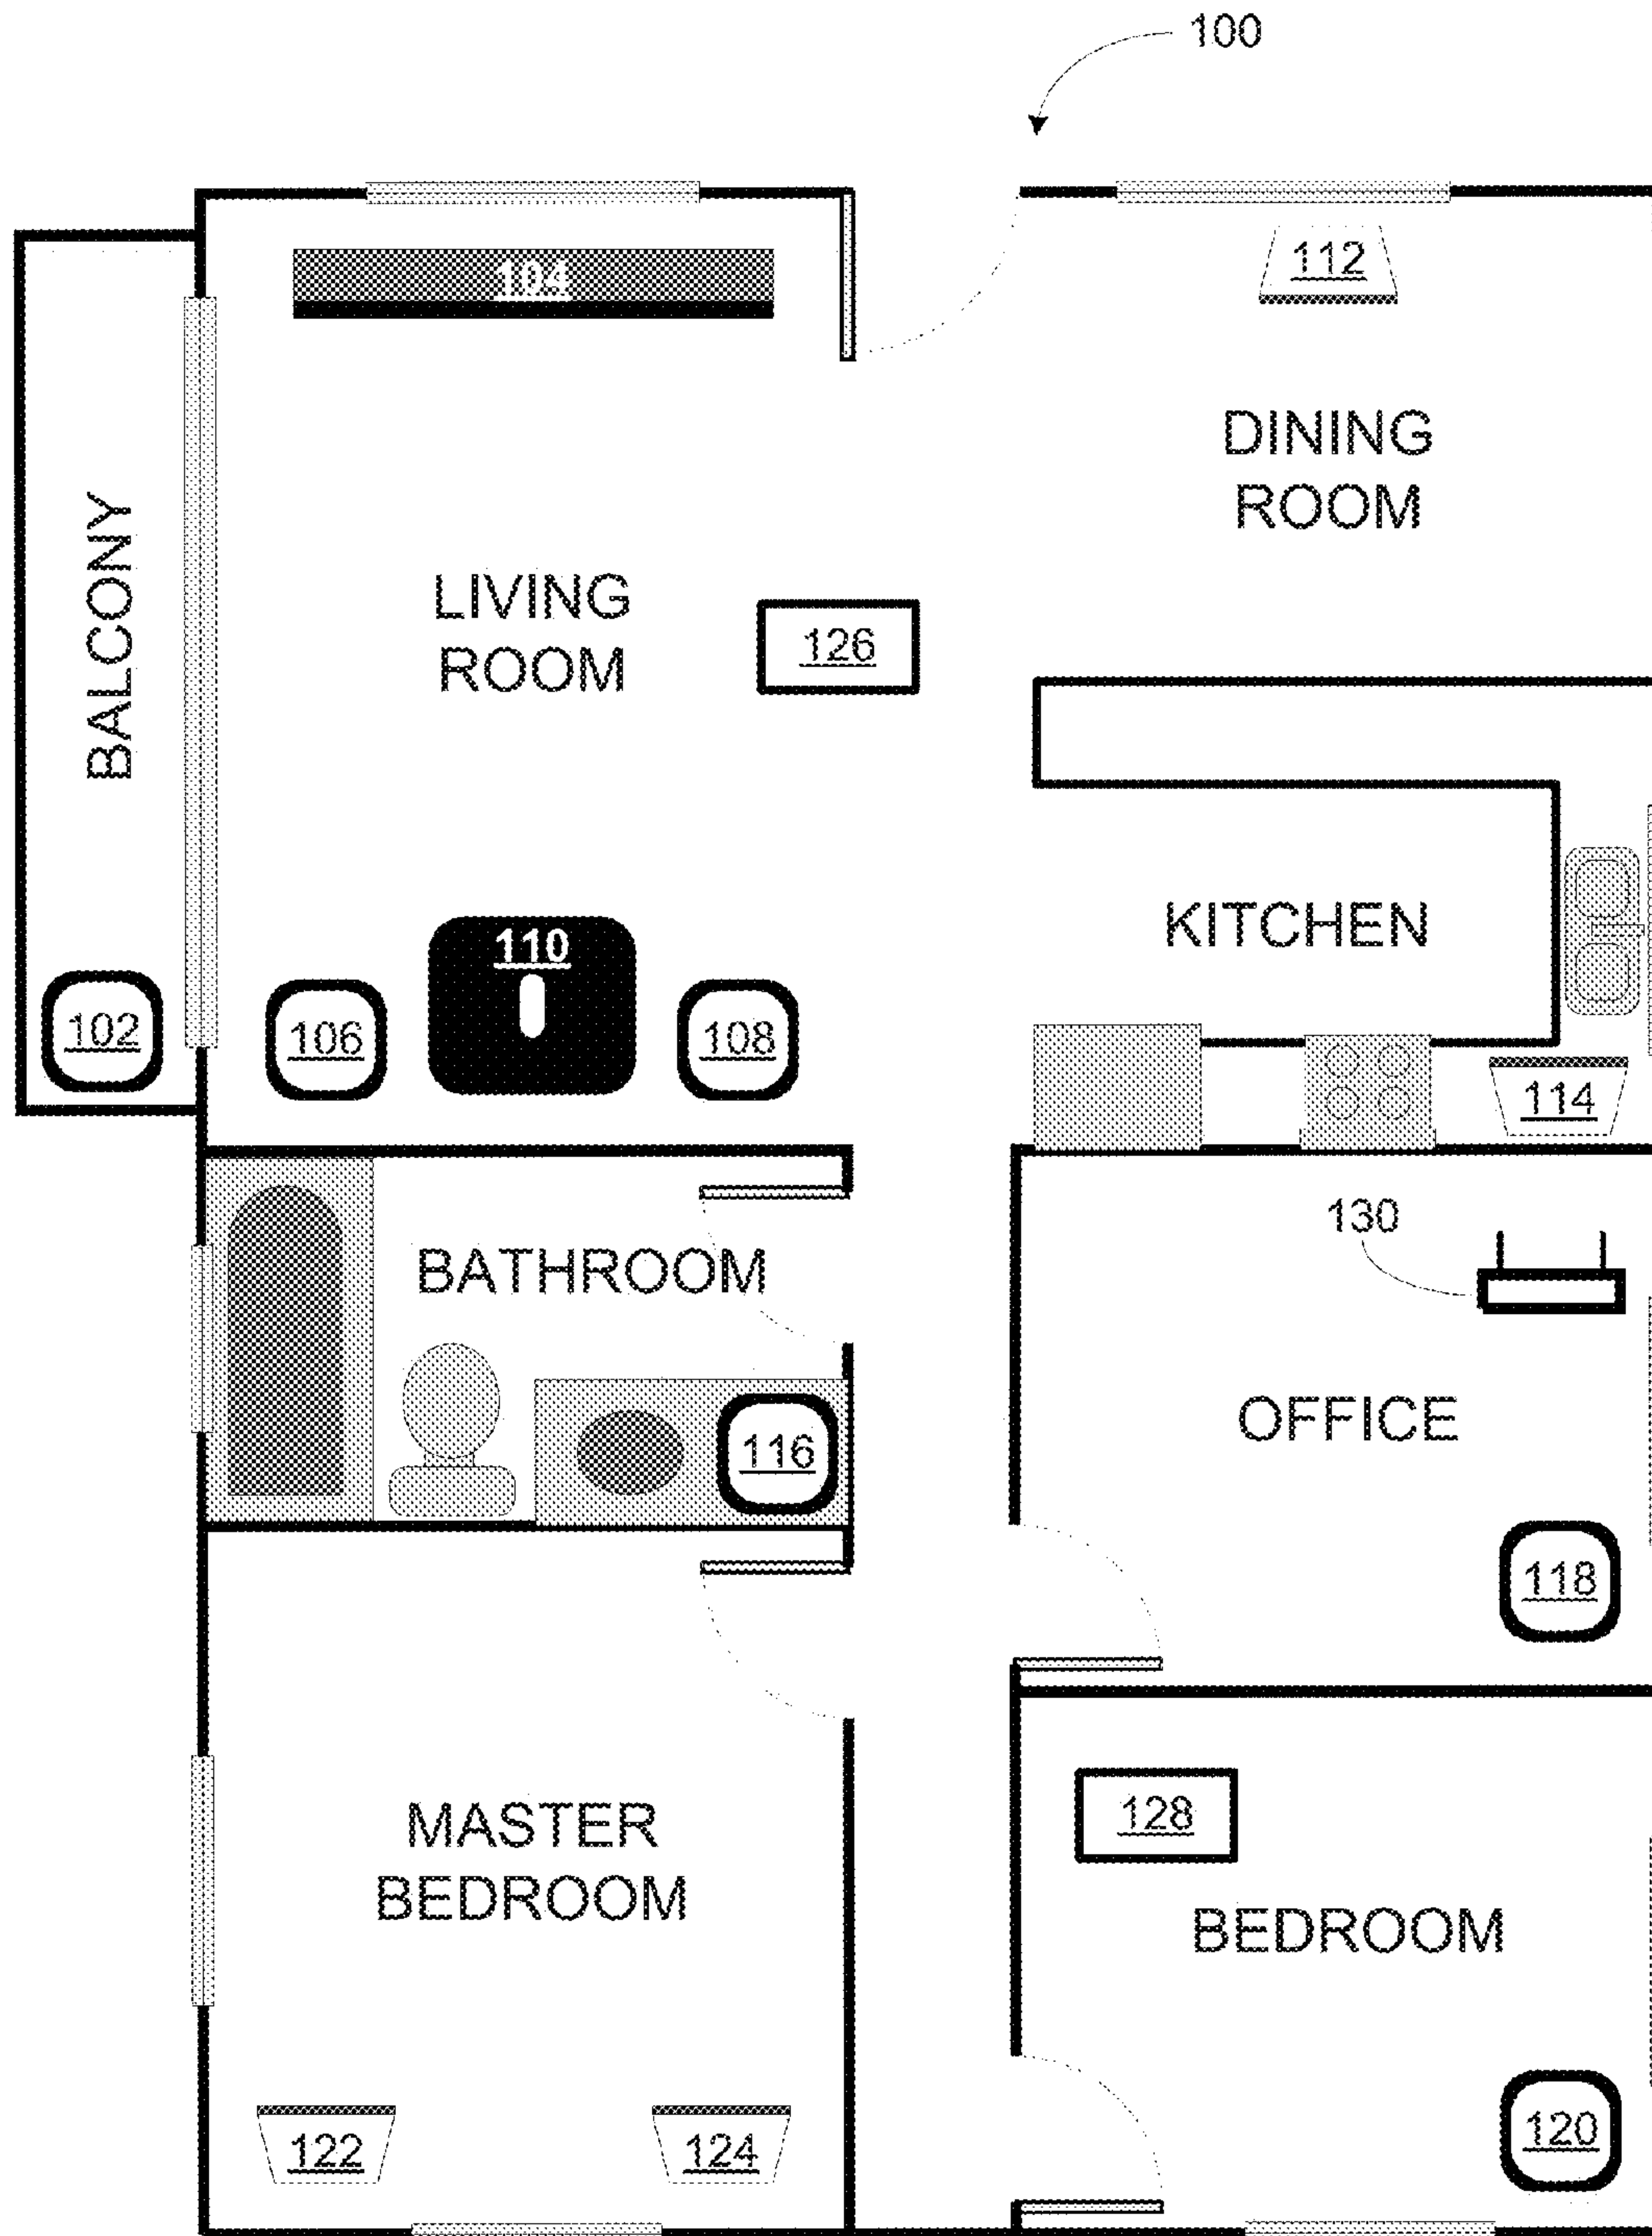 100
104
112
DINING
ROOM
BALCONY
LIVING
ROOM
126
110
KITCHEN
102
106
108
114
130
BATHROOM
OFFICE
116
118
MASTER
BEDROOM
128
BEDROOM
122
124
120